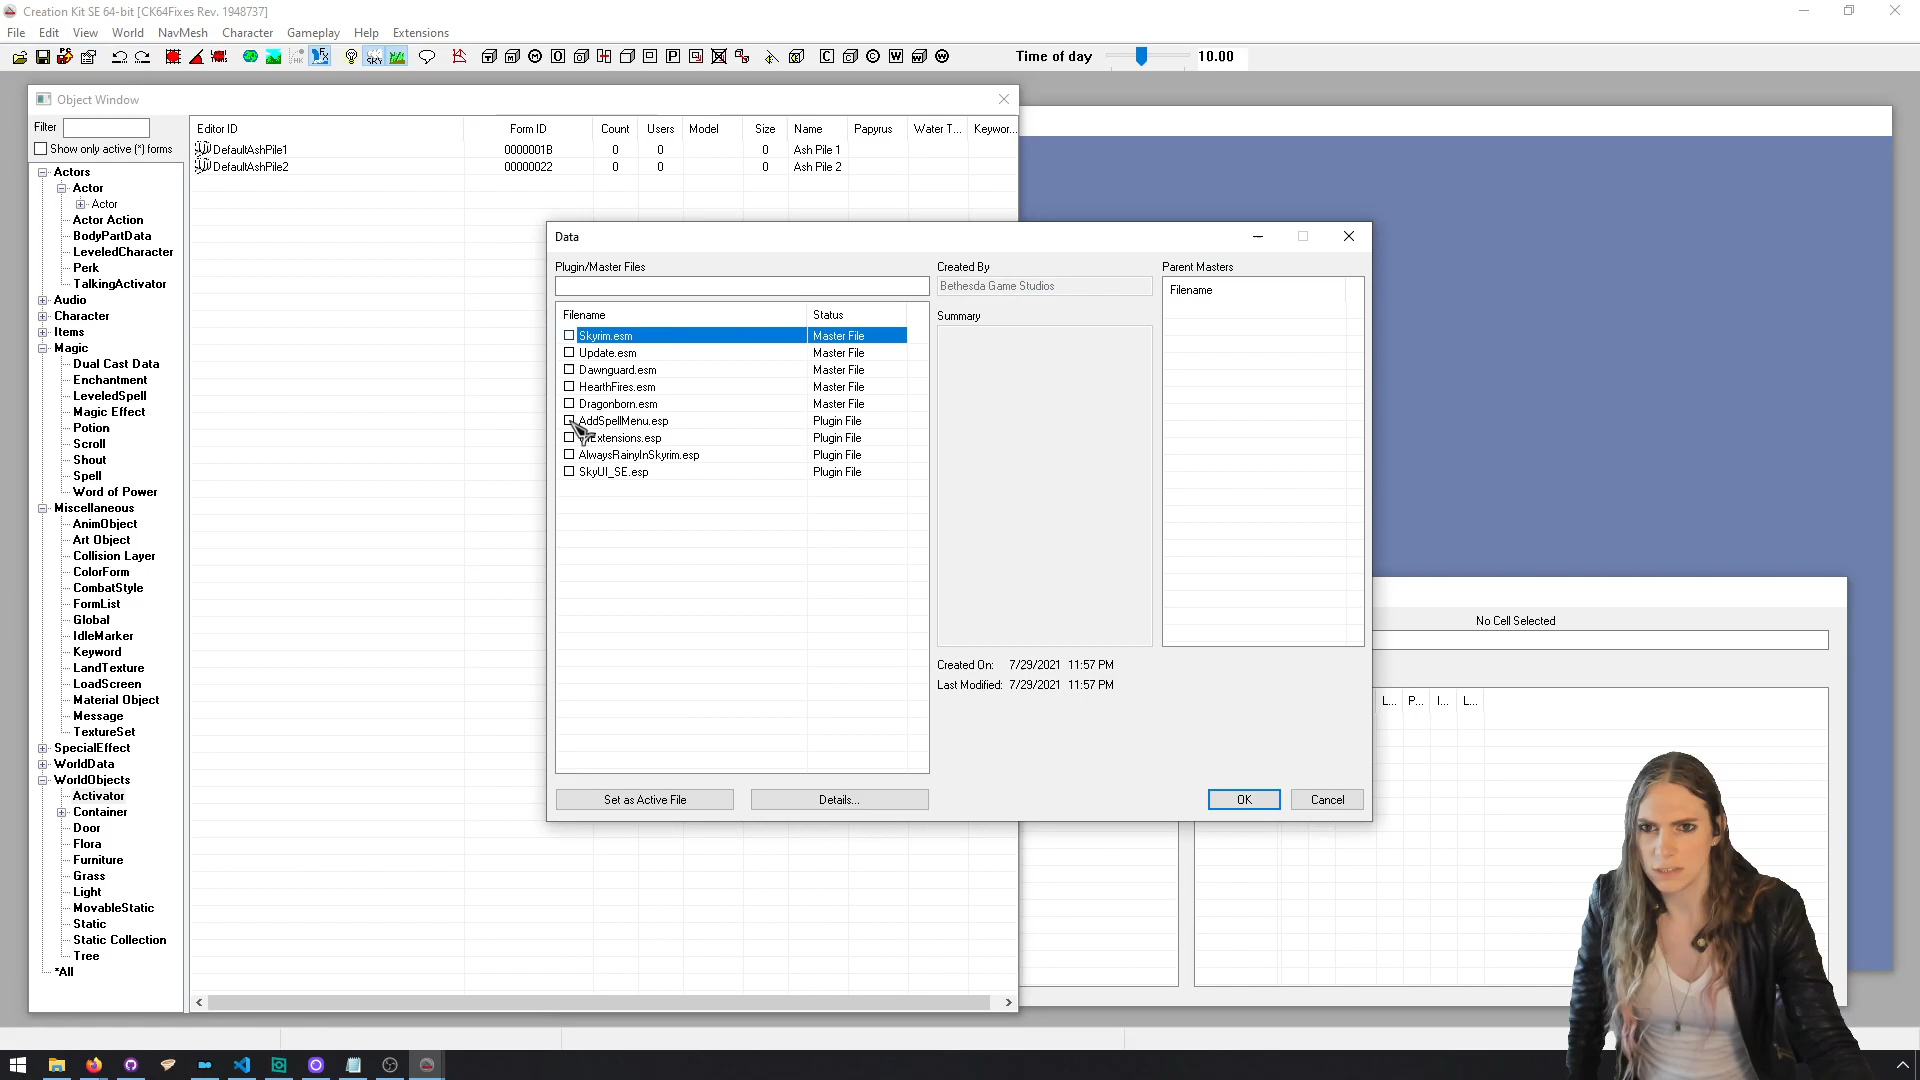 Creation Kit SE 64-bit [CK64Fixes Rev. 1948737]
File Edit View World NavMesh Character Gameplay Help Extensions
Time of day 10.00
Object Window
Filter
Show only active (*) forms
Actors
Actor
Actor
Actor Action
BodyPartData
LeveledCharacter
Perk
TalkingActivator
Audio
Character
Items
Magic
Dual Cast Data
Enchantment
LeveledSpell
Magic Effect
Potion
Scroll
Shout
Spell
Word of Power
Miscellaneous
AnimObject
Art Object
Collision Layer
ColorForm
CombatStyle
FormList
Global
IdleMarker
Keyword
LandTexture
LoadScreen
Material Object
Message
TextureSet
SpecialEffect
WorldData
WorldObjects
Activator
Container
Door
Flora
Furniture
Grass
Light
MovableStatic
Static
Static Collection
Tree
*All
Editor ID Form ID Count Users Model Size Name Papyrus Water T... Keywor...
DefaultAshPile1 0000001B 0 0 0 Ash Pile 1
DefaultAshPile2 00000022 0 0 0 Ash Pile 2
Data
Plugin/Master Files
Filename Status
Skyrim.esm Master File
Update.esm Master File
Dawnguard.esm Master File
HearthFires.esm Master File
Dragonborn.esm Master File
AddSpellMenu.esp Plugin File
Extensions.esp Plugin File
AlwaysRainyInSkyrim.esp Plugin File
SkyUI_SE.esp Plugin File
Set as Active File
Details...
Created By
Bethesda Game Studios
Summary
Created On: 7/29/2021 11:57 PM
Last Modified: 7/29/2021 11:57 PM
Parent Masters
Filename
OK
Cancel
No Cell Selected
L... P... I... L...